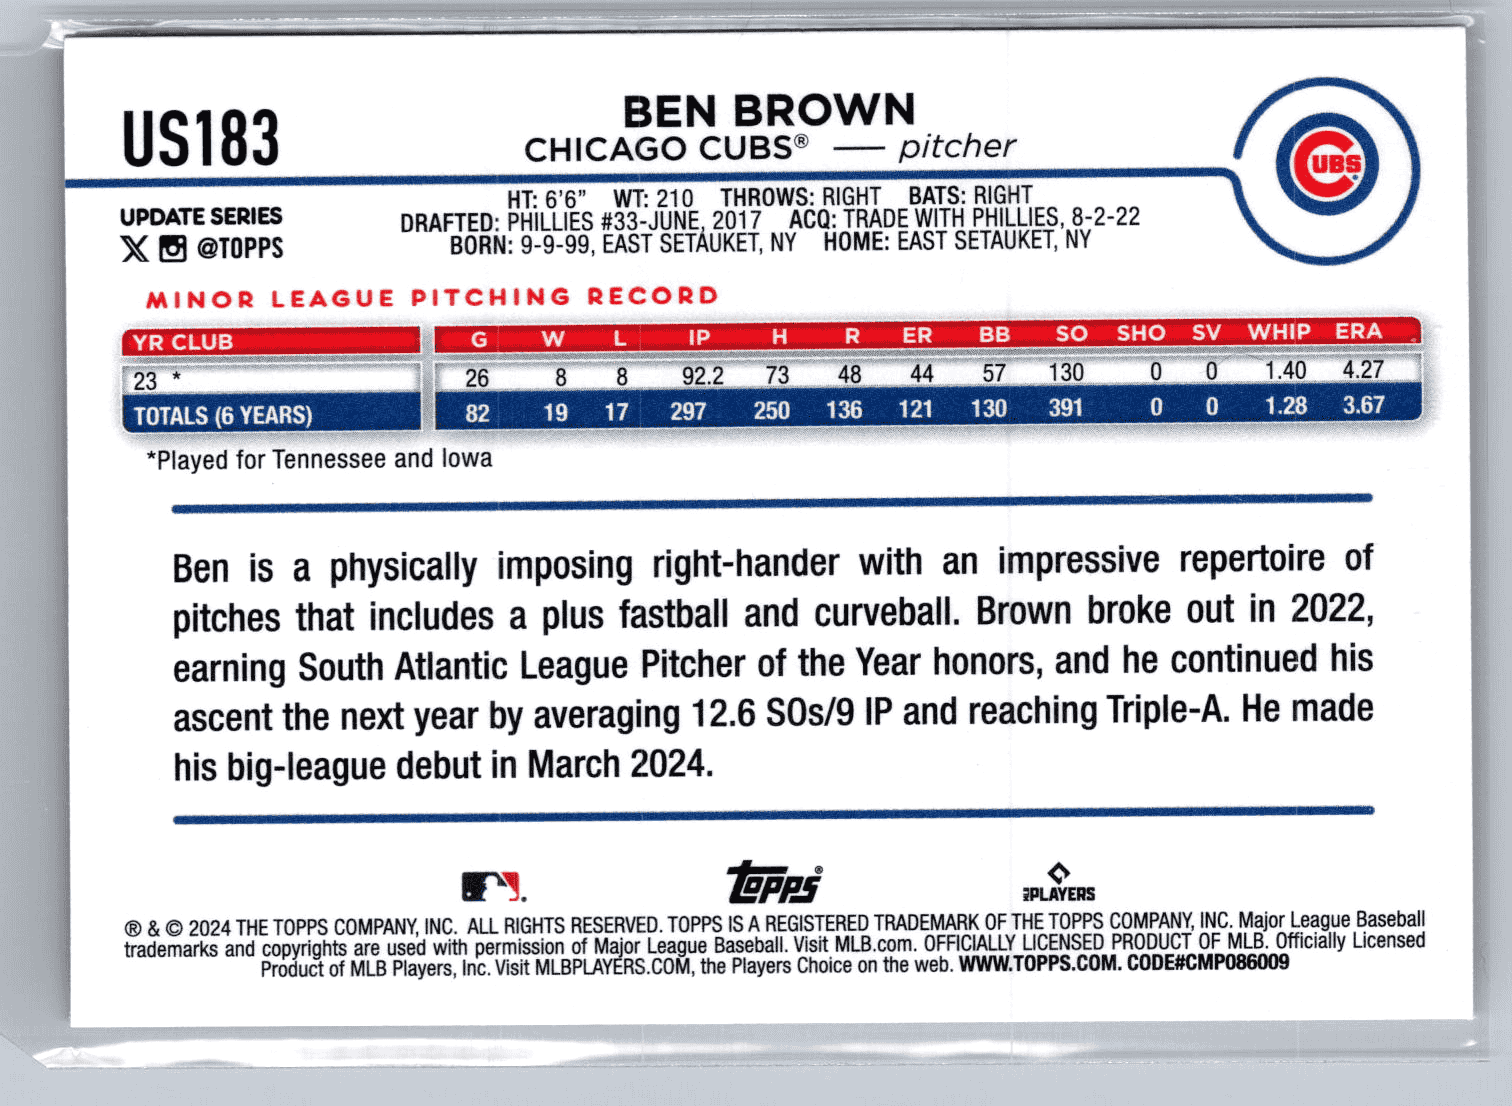 US183
BEN BROWN
CHICAGO CUBS® — pitcher
CUBS®
UPDATE SERIES
@TOPPS
HT: 6'6" WT: 210 THROWS: RIGHT BATS: RIGHT
DRAFTED: PHILLIES #33-JUNE, 2017 ACQ: TRADE WITH PHILLIES, 8-2-22
BORN: 9-9-99, EAST SETAUKET, NY HOME: EAST SETAUKET, NY
MINOR LEAGUE PITCHING RECORD
YR CLUB G W L IP H R ER BB SO SHO SV WHIP ERA
23 * 26 8 8 92.2 73 48 44 57 130 0 0 1.40 4.27
TOTALS (6 YEARS) 82 19 17 297 250 136 121 130 391 0 0 1.28 3.67
*Played for Tennessee and Iowa
Ben is a physically imposing right-hander with an impressive repertoire of
pitches that includes a plus fastball and curveball. Brown broke out in 2022,
earning South Atlantic League Pitcher of the Year honors, and he continued his
ascent the next year by averaging 12.6 SOs/9 IP and reaching Triple-A. He made
his big-league debut in March 2024.
Topps®
MLB PLAYERS
® & © 2024 THE TOPPS COMPANY, INC. ALL RIGHTS RESERVED. TOPPS IS A REGISTERED TRADEMARK OF THE TOPPS COMPANY, INC. Major League Baseball
trademarks and copyrights are used with permission of Major League Baseball. Visit MLB.com. OFFICIALLY LICENSED PRODUCT OF MLB. Officially Licensed
Product of MLB Players, Inc. Visit MLBPLAYERS.COM, the Players Choice on the web. WWW.TOPPS.COM. CODE#CMP086009